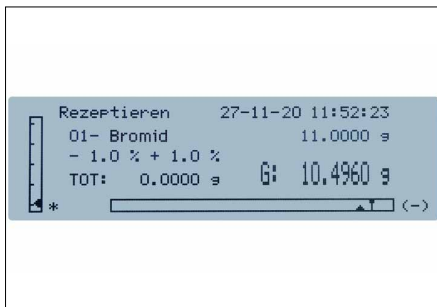 Rezeptieren 27-11-20 11:52:23
01- Bromid 11.0000 g
- 1.0 % + 1.0 %
TOT: 0.0000 g G: 10.4960 g
* (-)